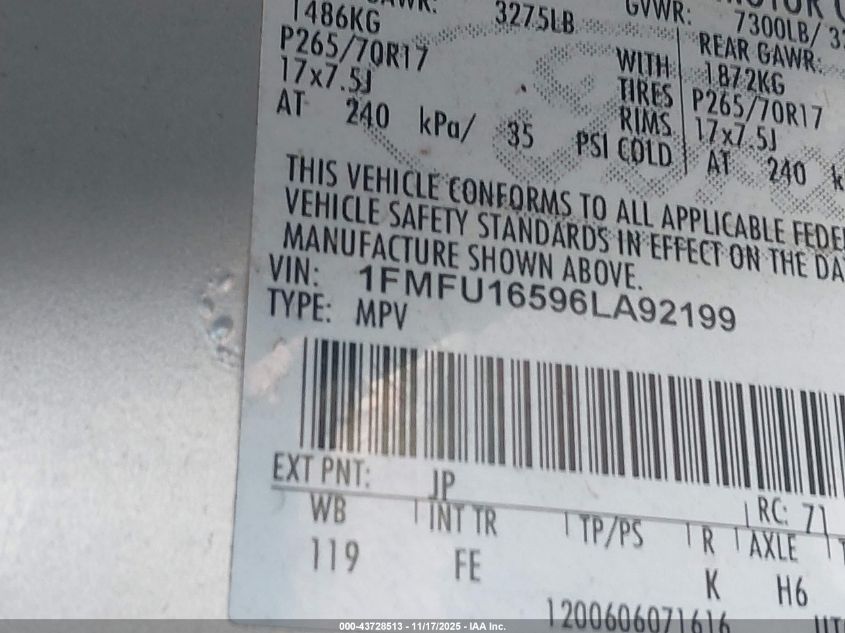 GVWR: 7300LB/
1486KG 3275LB
P265/70R17 WITH REAR GAWR:
17x7.5J TIRES 1872KG
AT 240 kPa/ 35 PSI COLD RIMS P265/70R17
17x7.5J
AT 240
THIS VEHICLE CONFORMS TO ALL APPLICABLE
VEHICLE SAFETY STANDARDS IN EFFECT ON THE
MANUFACTURE SHOWN ABOVE.
VIN: 1FMFU16596LA92199
TYPE: MPV
EXT PNT: JP RC: 71
WB INT TR TP/PS R AXLE
119 FE K H6
1200606071616
000-43728513 - 11/17/2025 - IAA Inc.